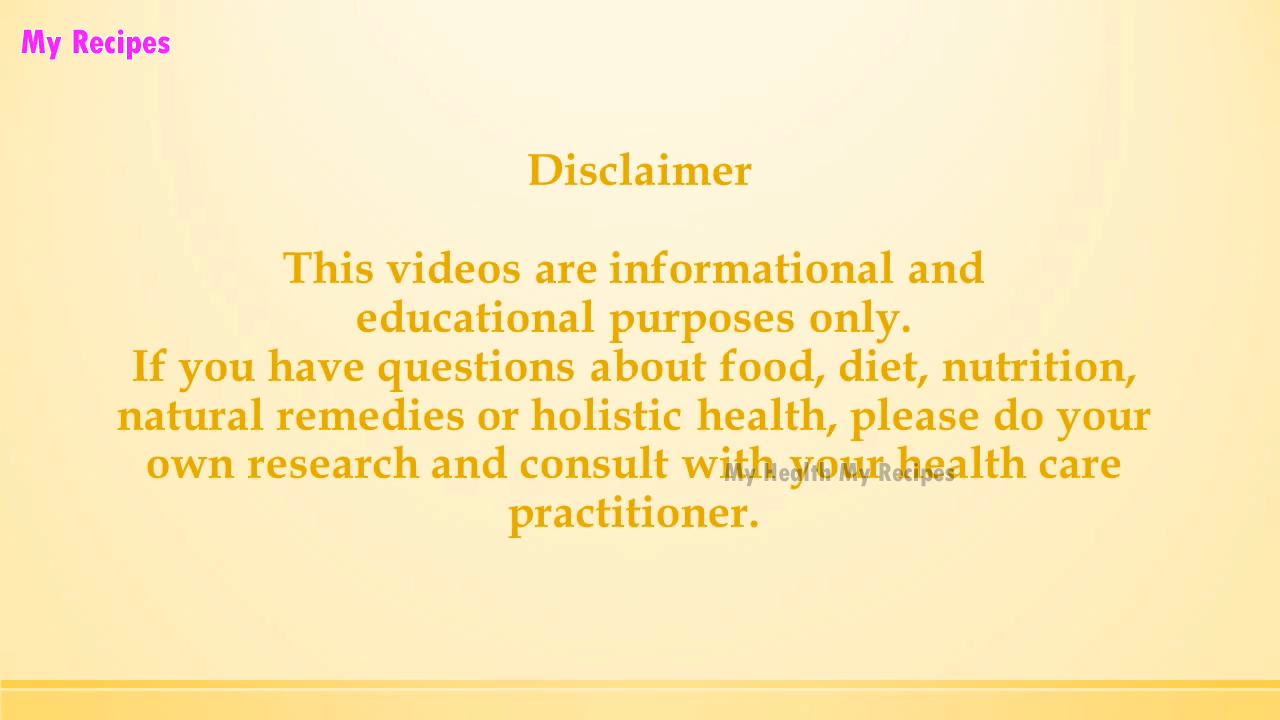 My Recipes
Disclaimer
This videos are informational and
educational purposes only.
If you have questions about food, diet, nutrition,
natural remedies or holistic health, please do your
own research and consult with your health care
My Health My Recipes
practitioner.